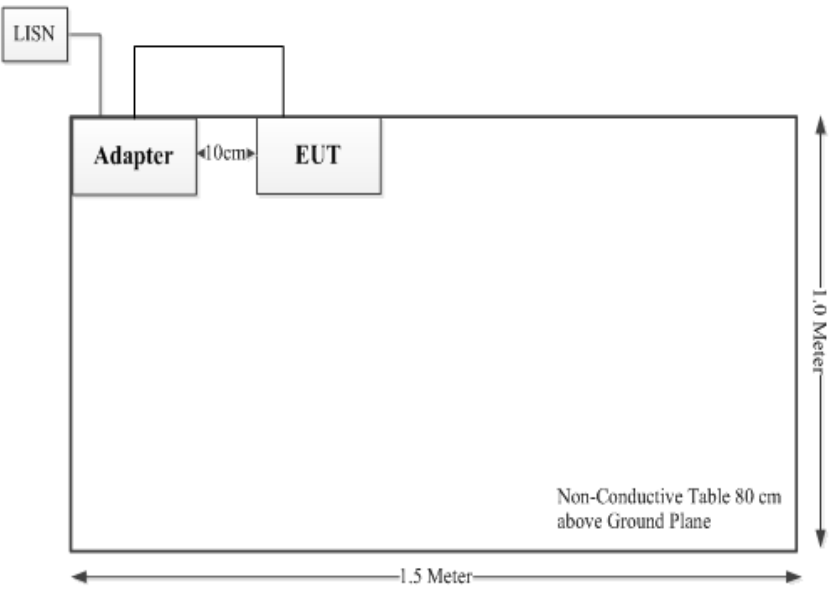 LISN
Adapter
10cm
EUT
1.0 Meter
Non-Conductive Table 80 cm
above Ground Plane
1.5 Meter